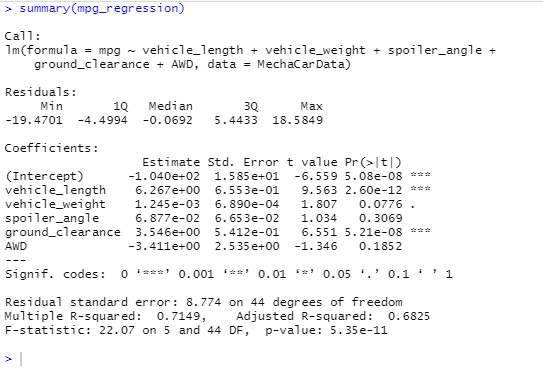 > summary(mpg_regression)
Call:
lm(formula = mpg ~ vehicle_length + vehicle_weight + spoiler_angle +
    ground_clearance + AWD, data = MechaCarData)
Residuals:
     Min       1Q   Median       3Q      Max
-19.4701  -4.4994  -0.0692   5.4433  18.5849
Coefficients:
                   Estimate Std. Error t value Pr(>|t|)
(Intercept)      -1.040e+02  1.585e+01  -6.559 5.08e-08 ***
vehicle_length    6.267e+00  6.553e-01   9.563 2.60e-12 ***
vehicle_weight    1.245e-03  6.890e-04   1.807   0.0776 .
spoiler_angle     6.877e-02  6.653e-02   1.034   0.3069
ground_clearance  3.546e+00  5.412e-01   6.551 5.21e-08 ***
AWD              -3.411e+00  2.535e+00  -1.346   0.1852
---
Signif. codes:  0 ‘***’ 0.001 ‘**’ 0.01 ‘*’ 0.05 ‘.’ 0.1 ‘ ’ 1
Residual standard error: 8.774 on 44 degrees of freedom
Multiple R-squared:  0.7149,	Adjusted R-squared:  0.6825
F-statistic: 22.07 on 5 and 44 DF,  p-value: 5.35e-11
>